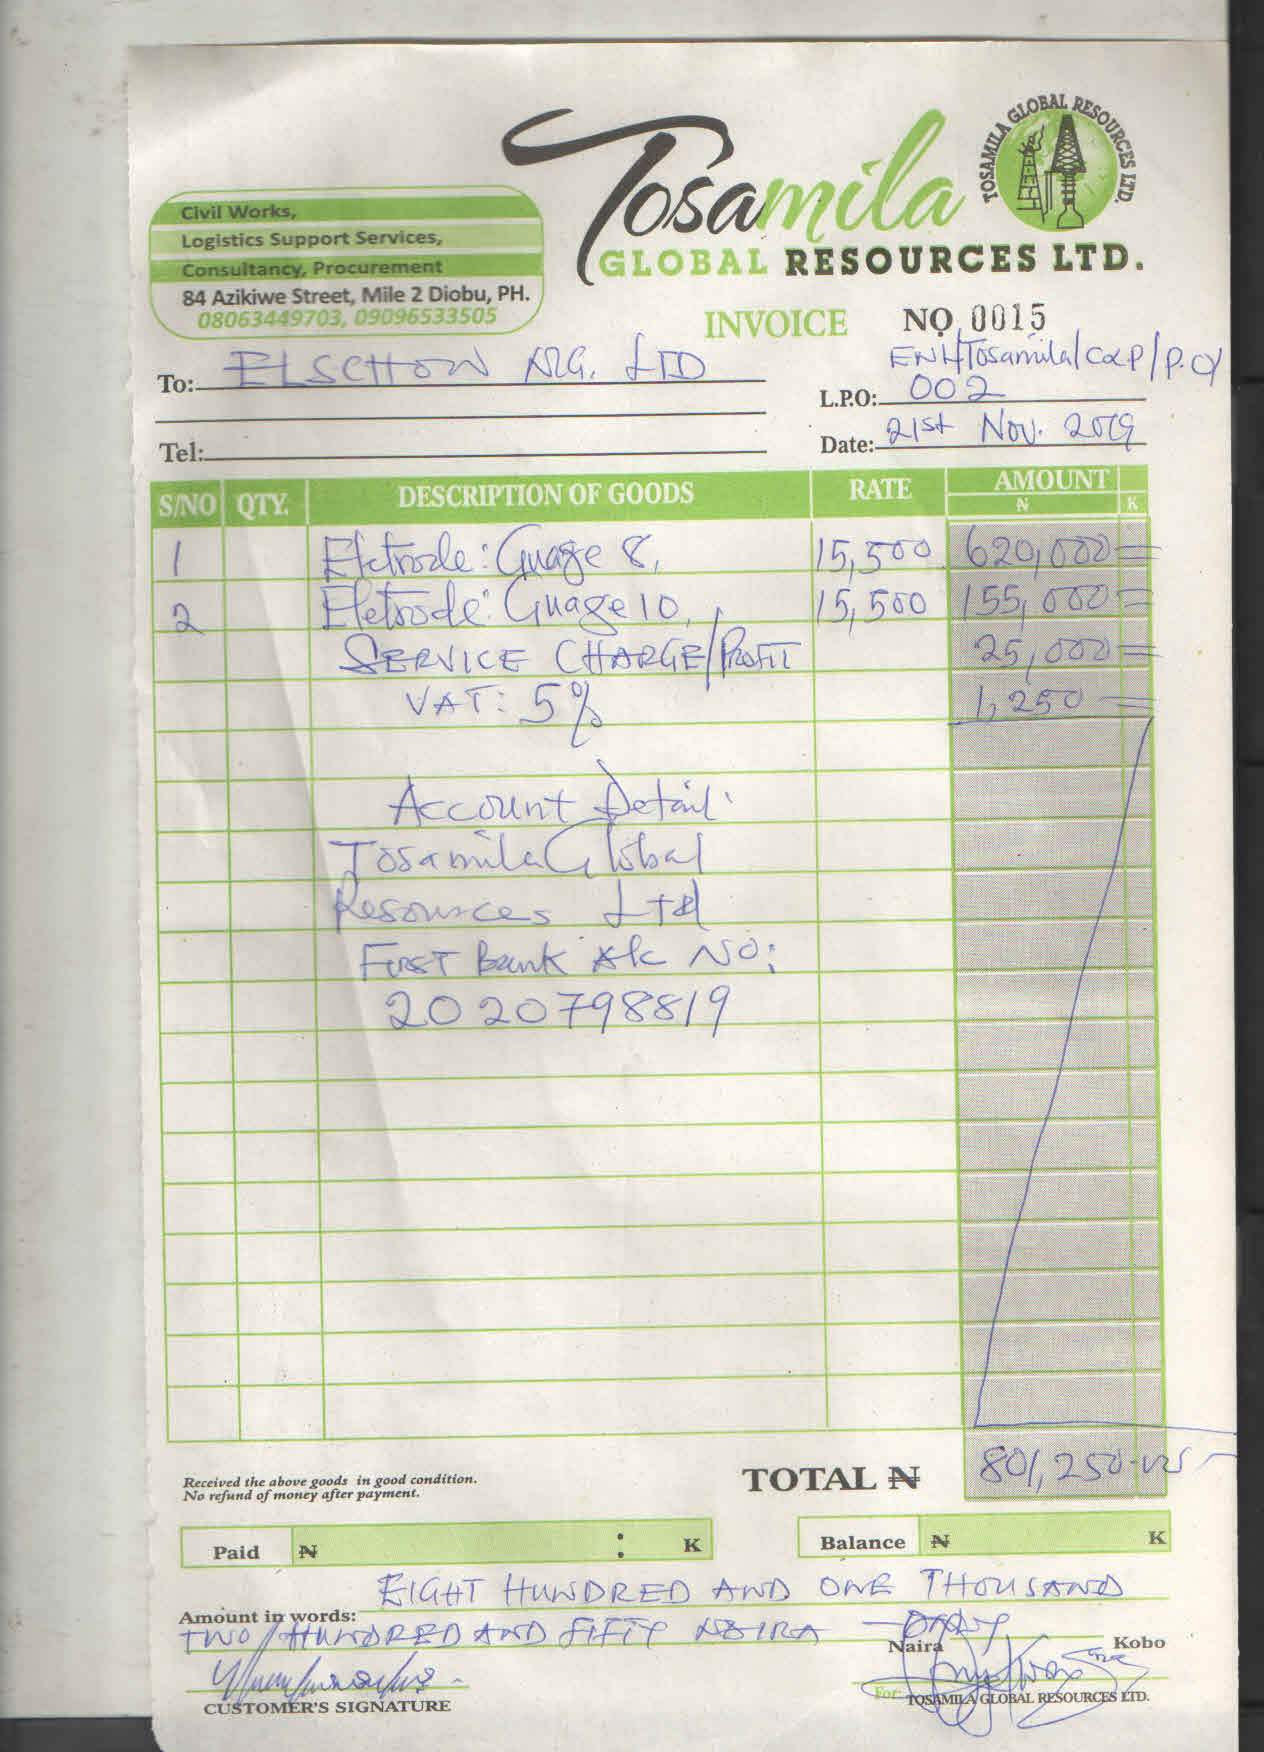 TOSAMILA GLOBAL RESOURCES LTD.
Tosamila
GLOBAL RESOURCES LTD.
Civil Works,
Logistics Support Services,
Consultancy, Procurement
84 Azikiwe Street, Mile 2 Diobu, PH.
08063449703, 09096533505
INVOICE NO 0015
To: ELSCHON NIG. LTD
ENH/Tosamila/C&P/P.O/
L.P.O: 002
Tel:
Date: 21st Nov. 2019
S/NO QTY. DESCRIPTION OF GOODS RATE AMOUNT
₦ K
1 Eletrode: Guage 8, 15,500 620,000 =
2 Eletrode: Guage 10, 15,500 155,000 =
SERVICE CHARGE/PROFIT 25,000 =
VAT: 5% 1,250 =
Account Detail:
Tosamila Global
Resources Ltd
FIRST Bank A/c NO:
2020798819
Received the above goods in good condition.
No refund of money after payment.
TOTAL ₦ 801,250
Paid ₦ : K
Balance ₦ K
EIGHT HUNDRED AND ONE THOUSAND
Amount in words:
TWO HUNDRED AND FIFTY NAIRA ONLY
Naira Kobo
CUSTOMER'S SIGNATURE
For: TOSAMILA GLOBAL RESOURCES LTD.